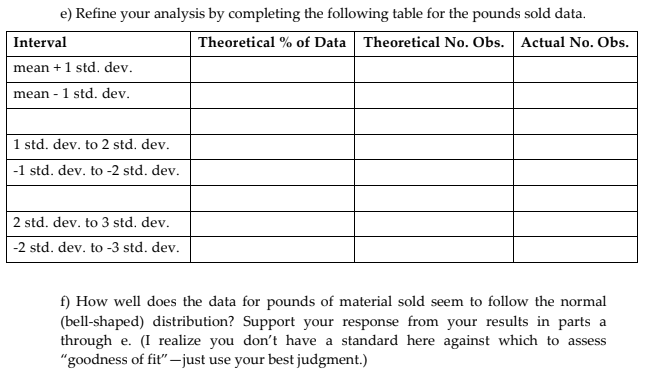 e) Refine your analysis by completing the following table for the pounds sold data.
Interval Theoretical % of Data Theoretical No. Obs. Actual No. Obs.
mean + 1 std. dev.
mean - 1 std. dev.
1 std. dev. to 2 std. dev.
-1 std. dev. to -2 std. dev.
2 std. dev. to 3 std. dev.
-2 std. dev. to -3 std. dev.
f) How well does the data for pounds of material sold seem to follow the normal
(bell-shaped) distribution? Support your response from your results in parts a
through e. (I realize you don’t have a standard here against which to assess
“goodness of fit”—just use your best judgment.)